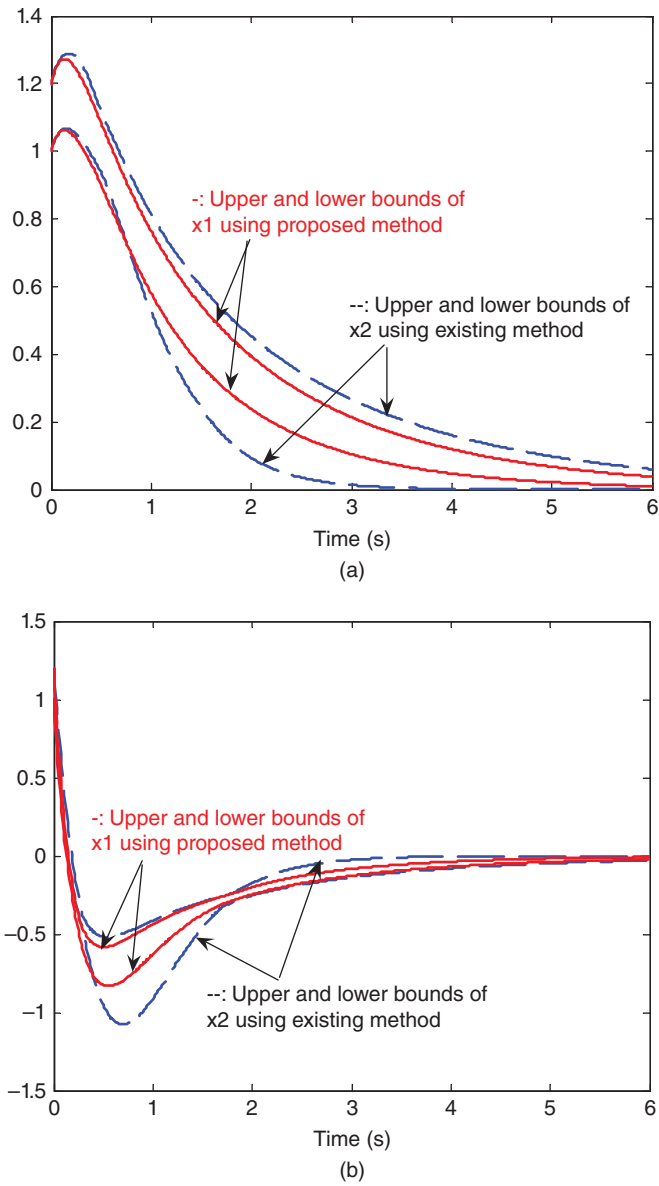 1.4
1.2
1
0.8
0.6
0.4
0.2
0
-: Upper and lower bounds of
x1 using proposed method
--: Upper and lower bounds of
x2 using existing method
0 1 2 3 4 5 6
Time (s)
(a)
1.5
1
0.5
0
−0.5
−1
−1.5
-: Upper and lower bounds of
x1 using proposed method
--: Upper and lower bounds of
x2 using existing method
0 1 2 3 4 5 6
Time (s)
(b)